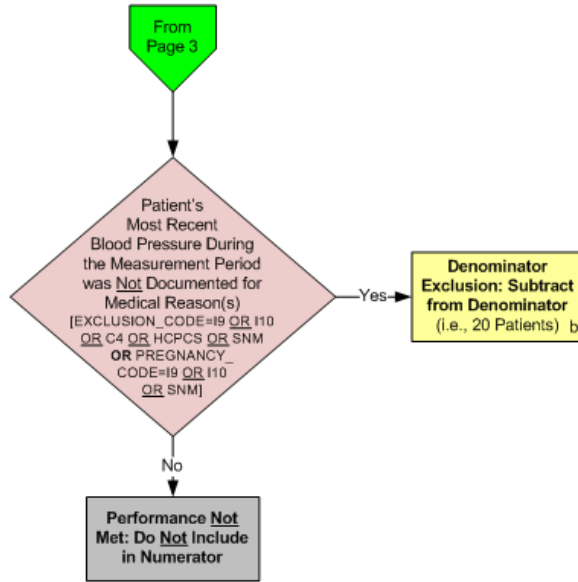 From
Page 3
Patient's
Most Recent
Blood Pressure During
the Measurement Period
was Not Documented for
Medical Reason(s)
[EXCLUSION_CODE=I9 OR I10
OR C4 OR HCPCS OR SNM
OR PREGNANCY_
CODE=I9 OR I10
OR SNM]
Yes
Denominator
Exclusion: Subtract
from Denominator
(i.e., 20 Patients) b
No
Performance Not
Met: Do Not Include
in Numerator